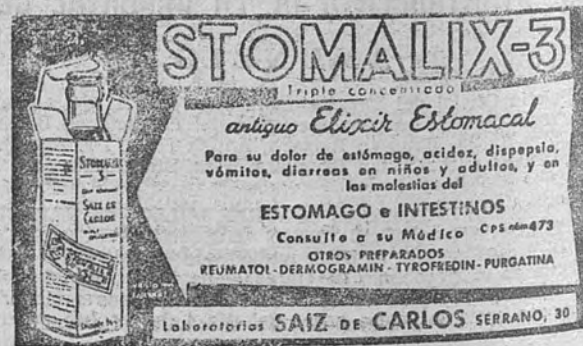 STOMALIX-3
Triple concentrado
antiguo Elixir Estomacal
Para su dolor de estómago, acidez, dispepsia,
vómitos, diarreas en niños y adultos, y en
las molestias del
ESTOMAGO e INTESTINOS
Consulte a su Médico CPS núm 473
OTROS PREPARADOS
REUMATOL-DERMOGRAMIN-TYROFREDIN-PURGATINA
Laboratorios SAIZ DE CARLOS SERRANO, 30
STOMALIX
3
SAIZ DE
CARLOS